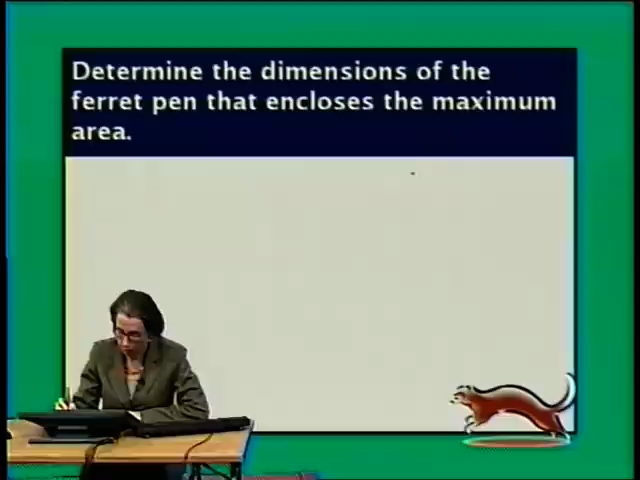 Determine the dimensions of the
ferret pen that encloses the maximum
area.